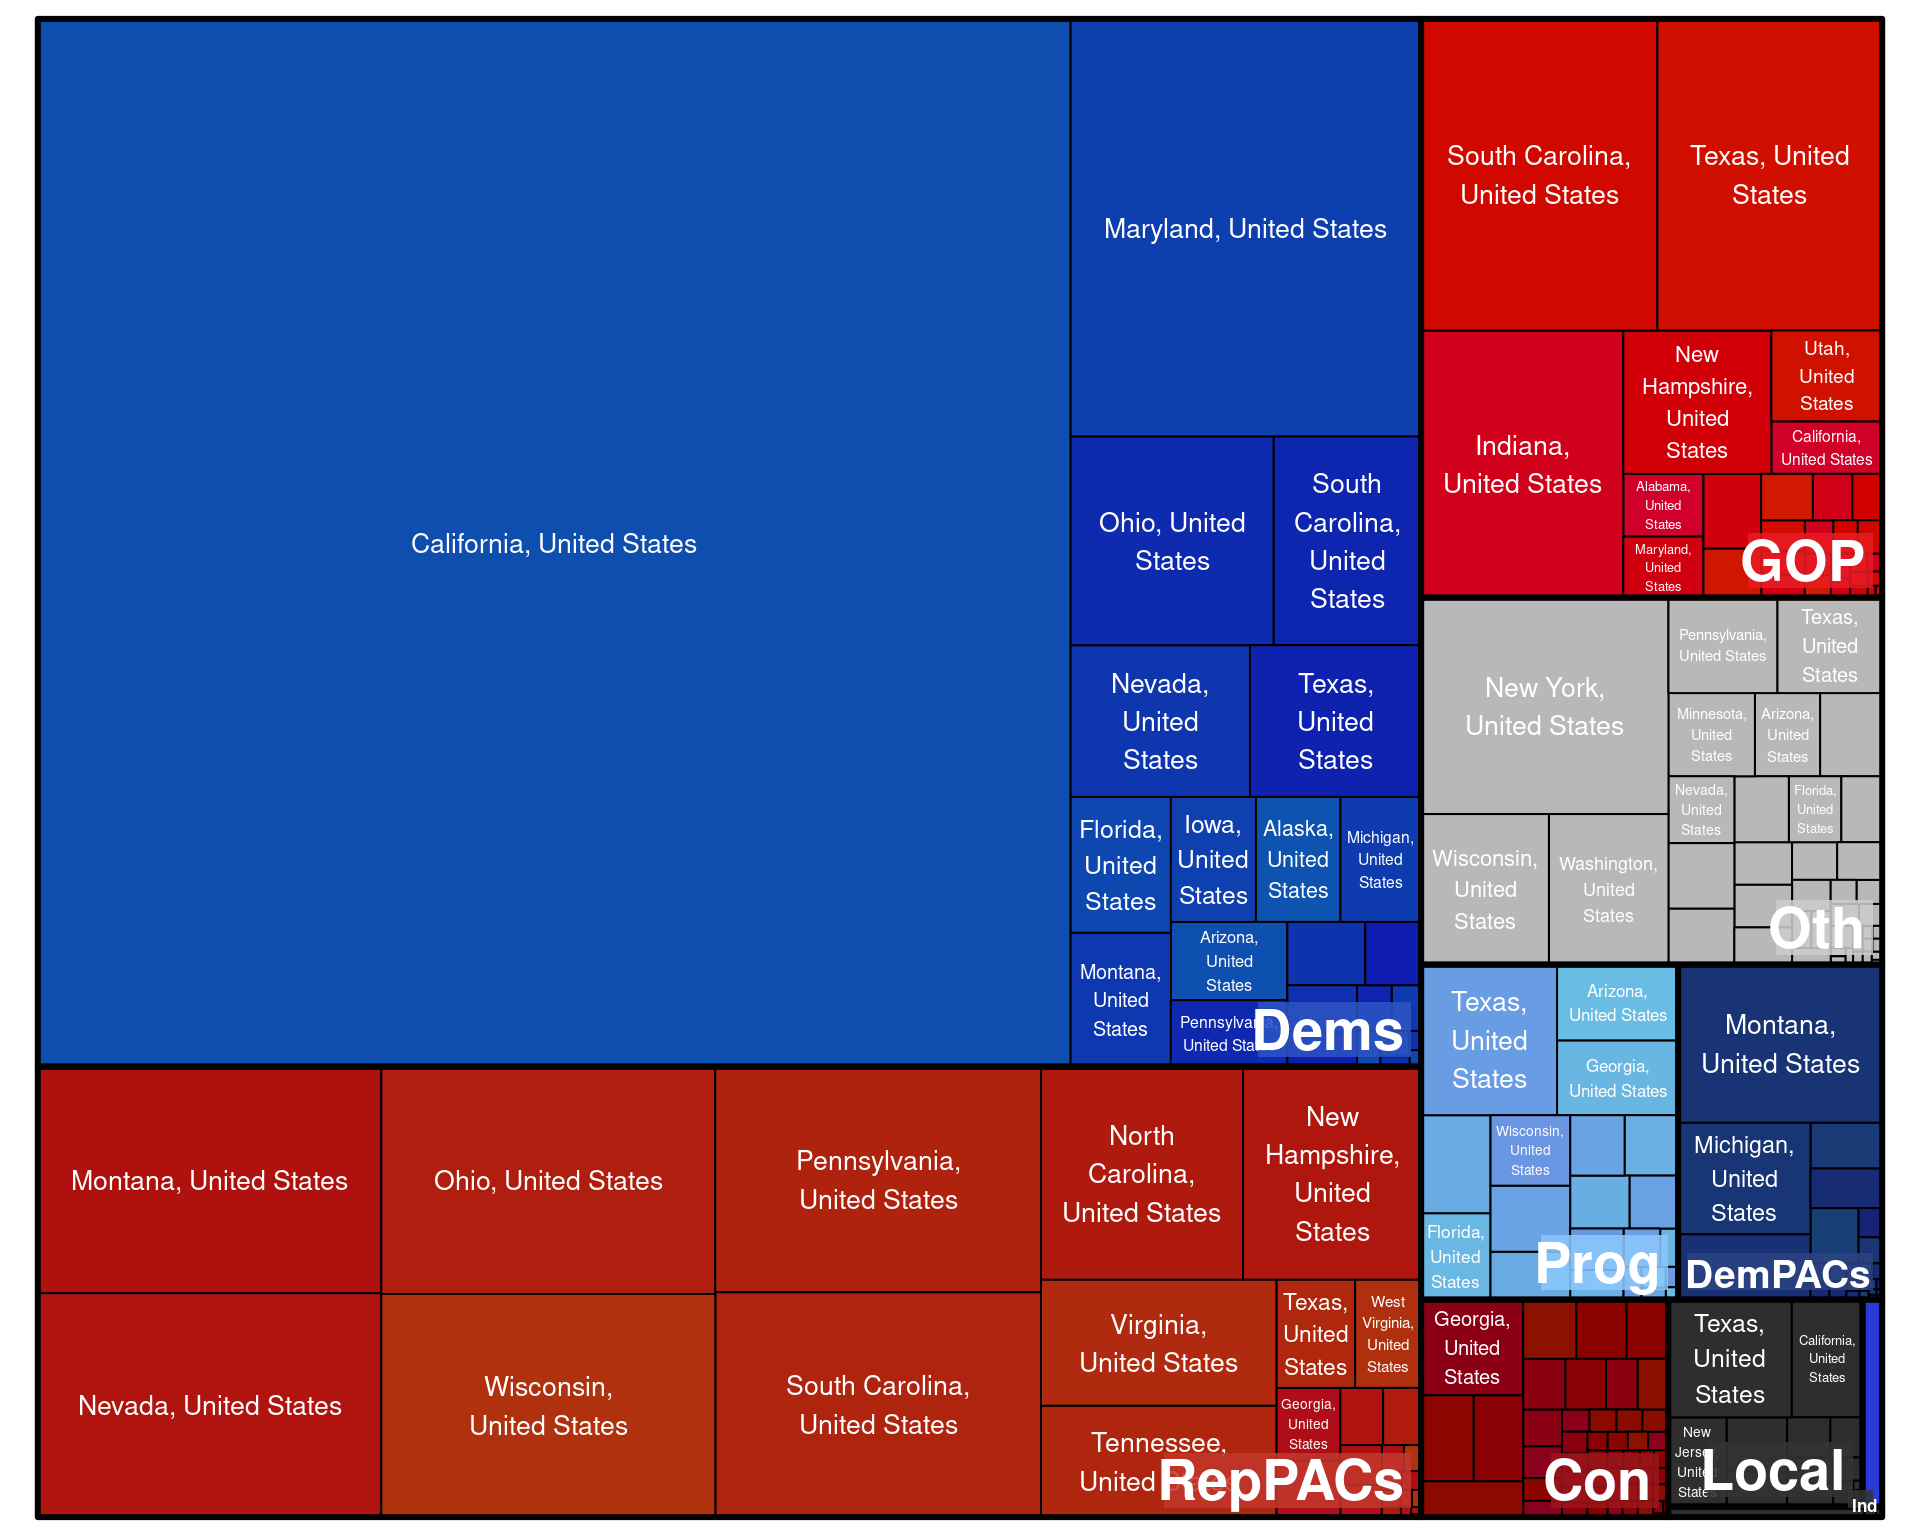 California, United States
Maryland, United States
Ohio, United
States
South
Carolina,
United
States
Nevada,
United
States
Texas,
United
States
Florida,
United
States
Iowa,
United
States
Alaska,
United
States
Michigan,
United
States
Montana,
United
States
Arizona,
United
States
Pennsylvania,
United States
Dems
South Carolina,
United States
Texas, United
States
Indiana,
United States
New
Hampshire,
United
States
Utah,
United
States
California,
United States
Alabama,
United
States
Maryland,
United
States
GOP
New York,
United States
Pennsylvania,
United States
Texas,
United
States
Minnesota,
United
States
Arizona,
United
States
Nevada,
United
States
Florida,
United
States
Wisconsin,
United
States
Washington,
United
States
Oth
Texas,
United
States
Arizona,
United States
Georgia,
United States
Wisconsin,
United
States
Florida,
United
States
Prog
Montana,
United States
Michigan,
United
States
DemPACs
Montana, United States
Ohio, United States
Pennsylvania,
United States
North
Carolina,
United States
New
Hampshire,
United
States
Nevada, United States
Wisconsin,
United States
South Carolina,
United States
Virginia,
United States
Texas,
United
States
West
Virginia,
United
States
Tennessee,
United States
Georgia,
United
States
RepPACs
Georgia,
United
States
Con
Texas,
United
States
California,
United
States
New
Jersey,
United
States
Local
Ind